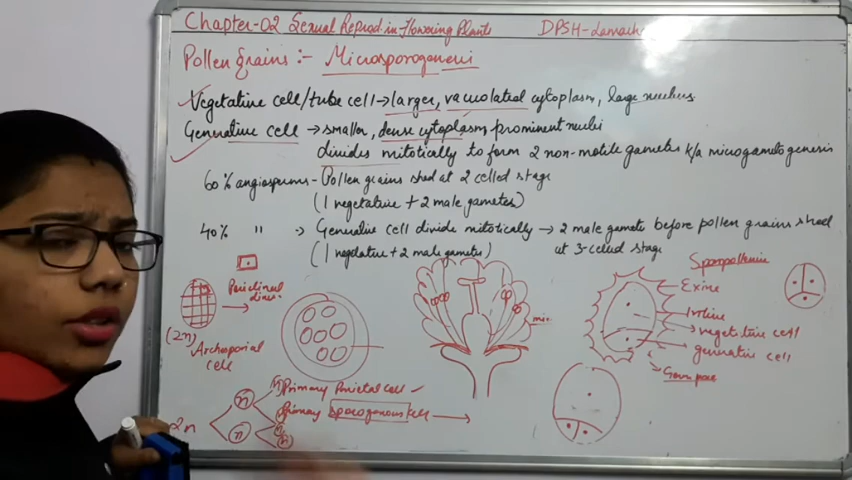 Chapter-02 Sexual Reprod. in flowering Plants DPSH-Lamach
Pollen Grains :- Microsporogenesis
Vegetative cell/tube cell → larger, vacuolated cytoplasm, large nucleus.
Generative cell → smaller, dense cytoplasm, prominent nuclei
divides mitotically to form 2 non-motile gametes k/a microgametogenesis
60% angiosperms - Pollen grains shed at 2 celled stage
(1 vegetative + 2 male gametes)
40% " → Generative cell divide mitotically → 2 male gamets before pollen grains shed
at 3-celled stage
(1 vegetative + 2 male gametes)
Sporopollenin
Periclinal
Exine
Intine
vegetative cell
generative cell
Germ pore
(2n)
Archesporial
cell
mic
Primary Parietal cell
Primary sporogenous cell
2n
n
n
n
n